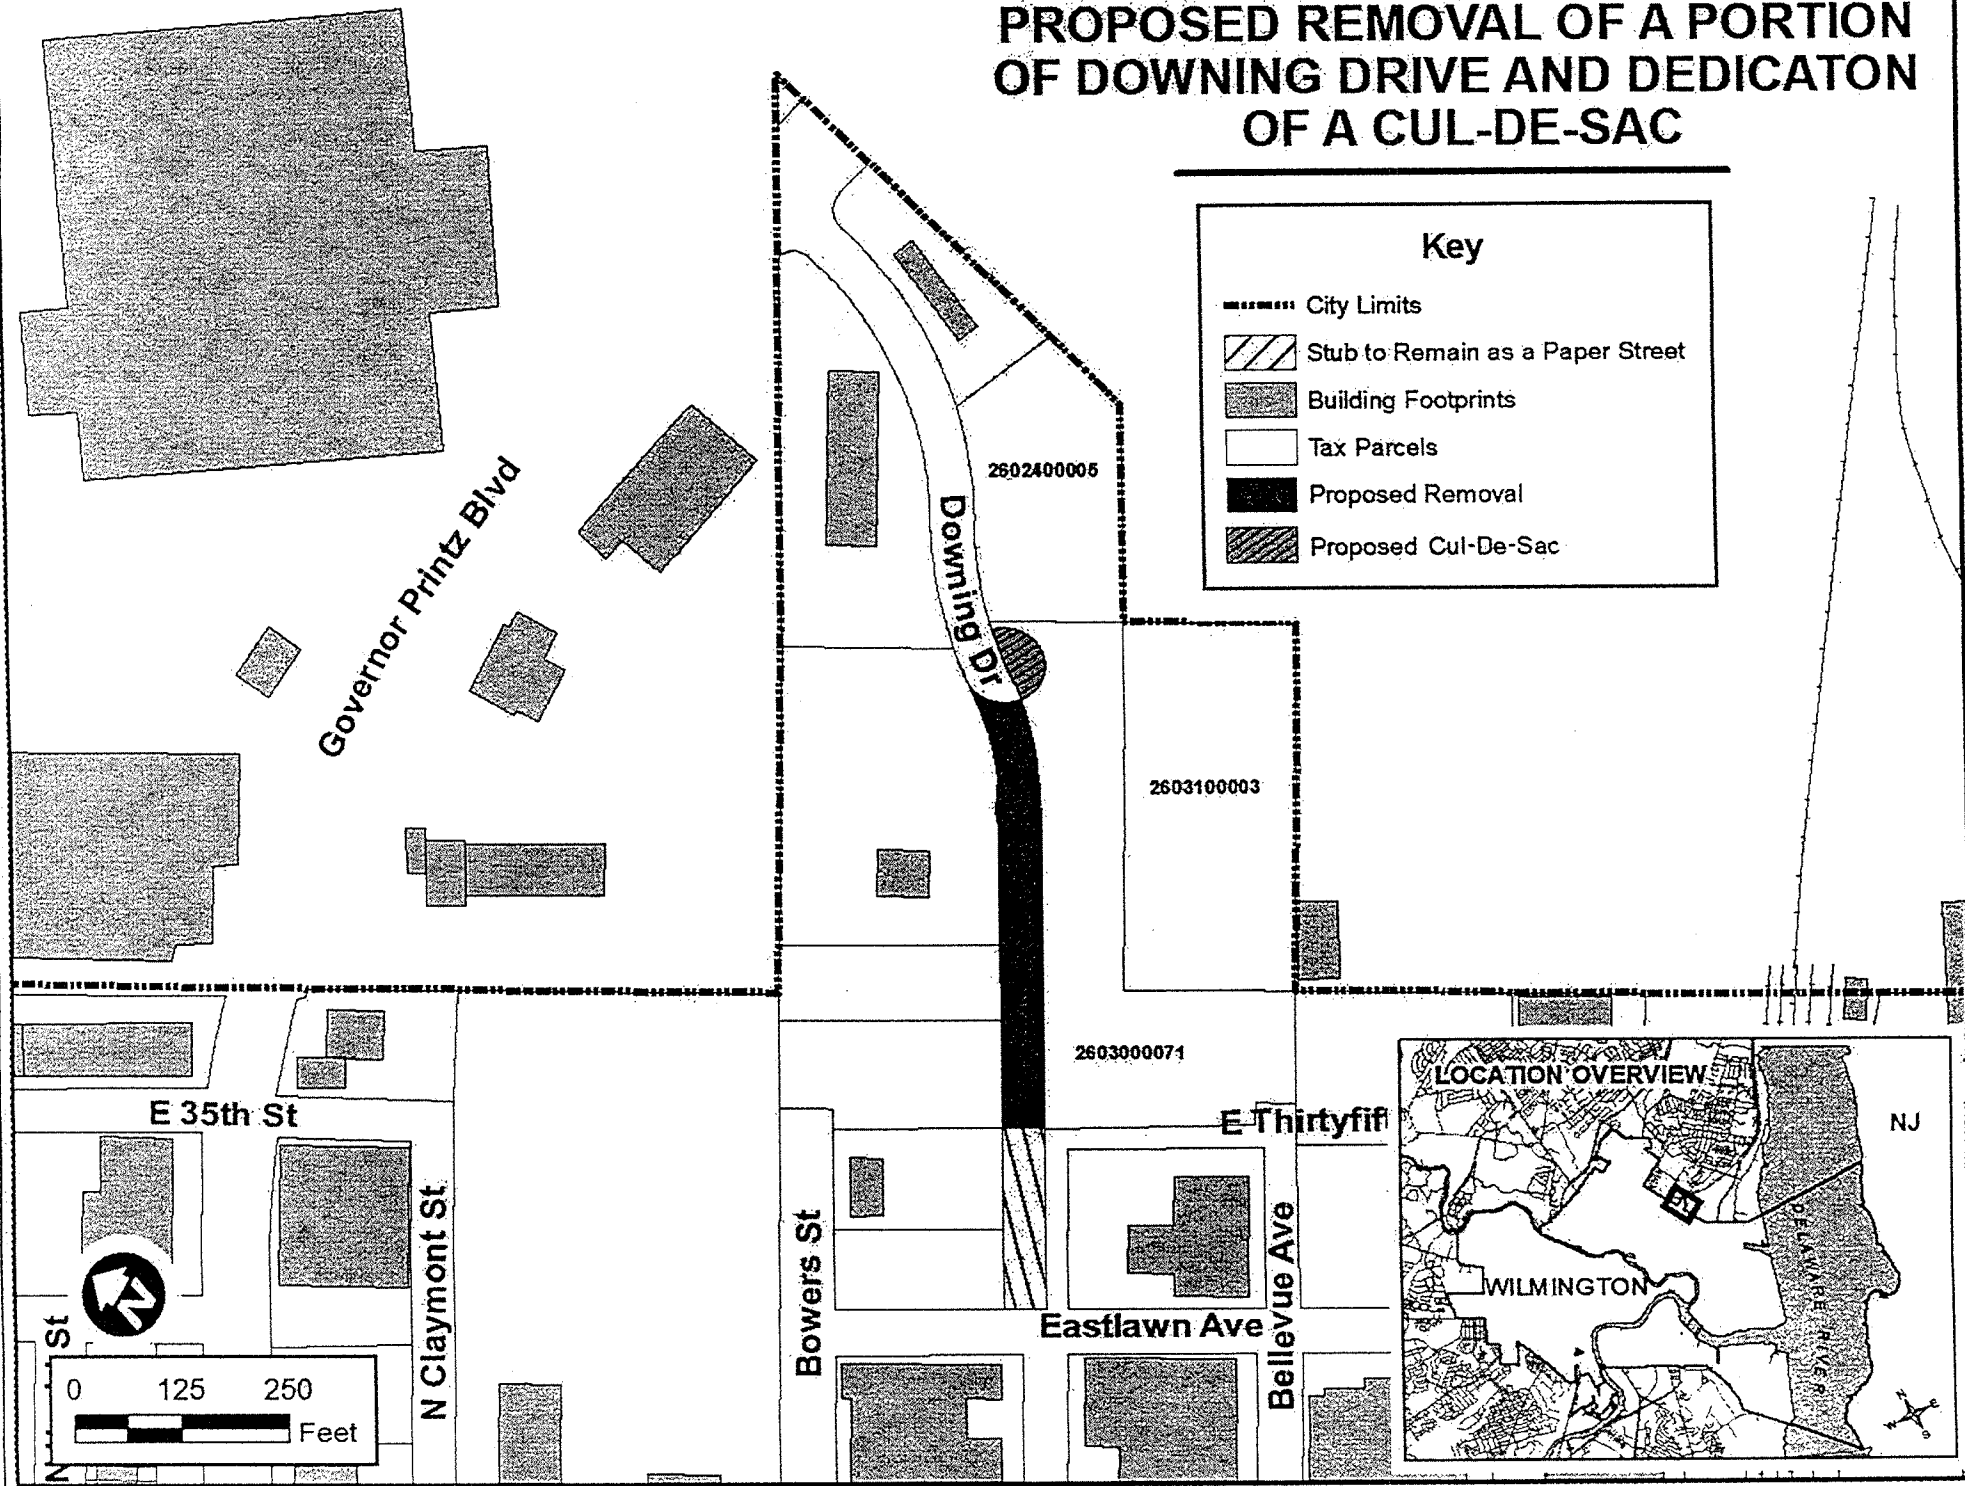 PROPOSED REMOVAL OF A PORTION
OF DOWNING DRIVE AND DEDICATON
OF A CUL-DE-SAC
Key
City Limits
Stub to Remain as a Paper Street
Building Footprints
Tax Parcels
Proposed Removal
Proposed Cul-De-Sac
Governor Printz Blvd
2602400005
Downing Dr
2603100003
2603000071
E 35th St
E Thirtyfif
N Claymont St
Bowers St
Bellevue Ave
Eastlawn Ave
N
St
N
0 125 250
Feet
LOCATION OVERVIEW
NJ
WILMINGTON
DELAWARE RIVER
N
E
S
W